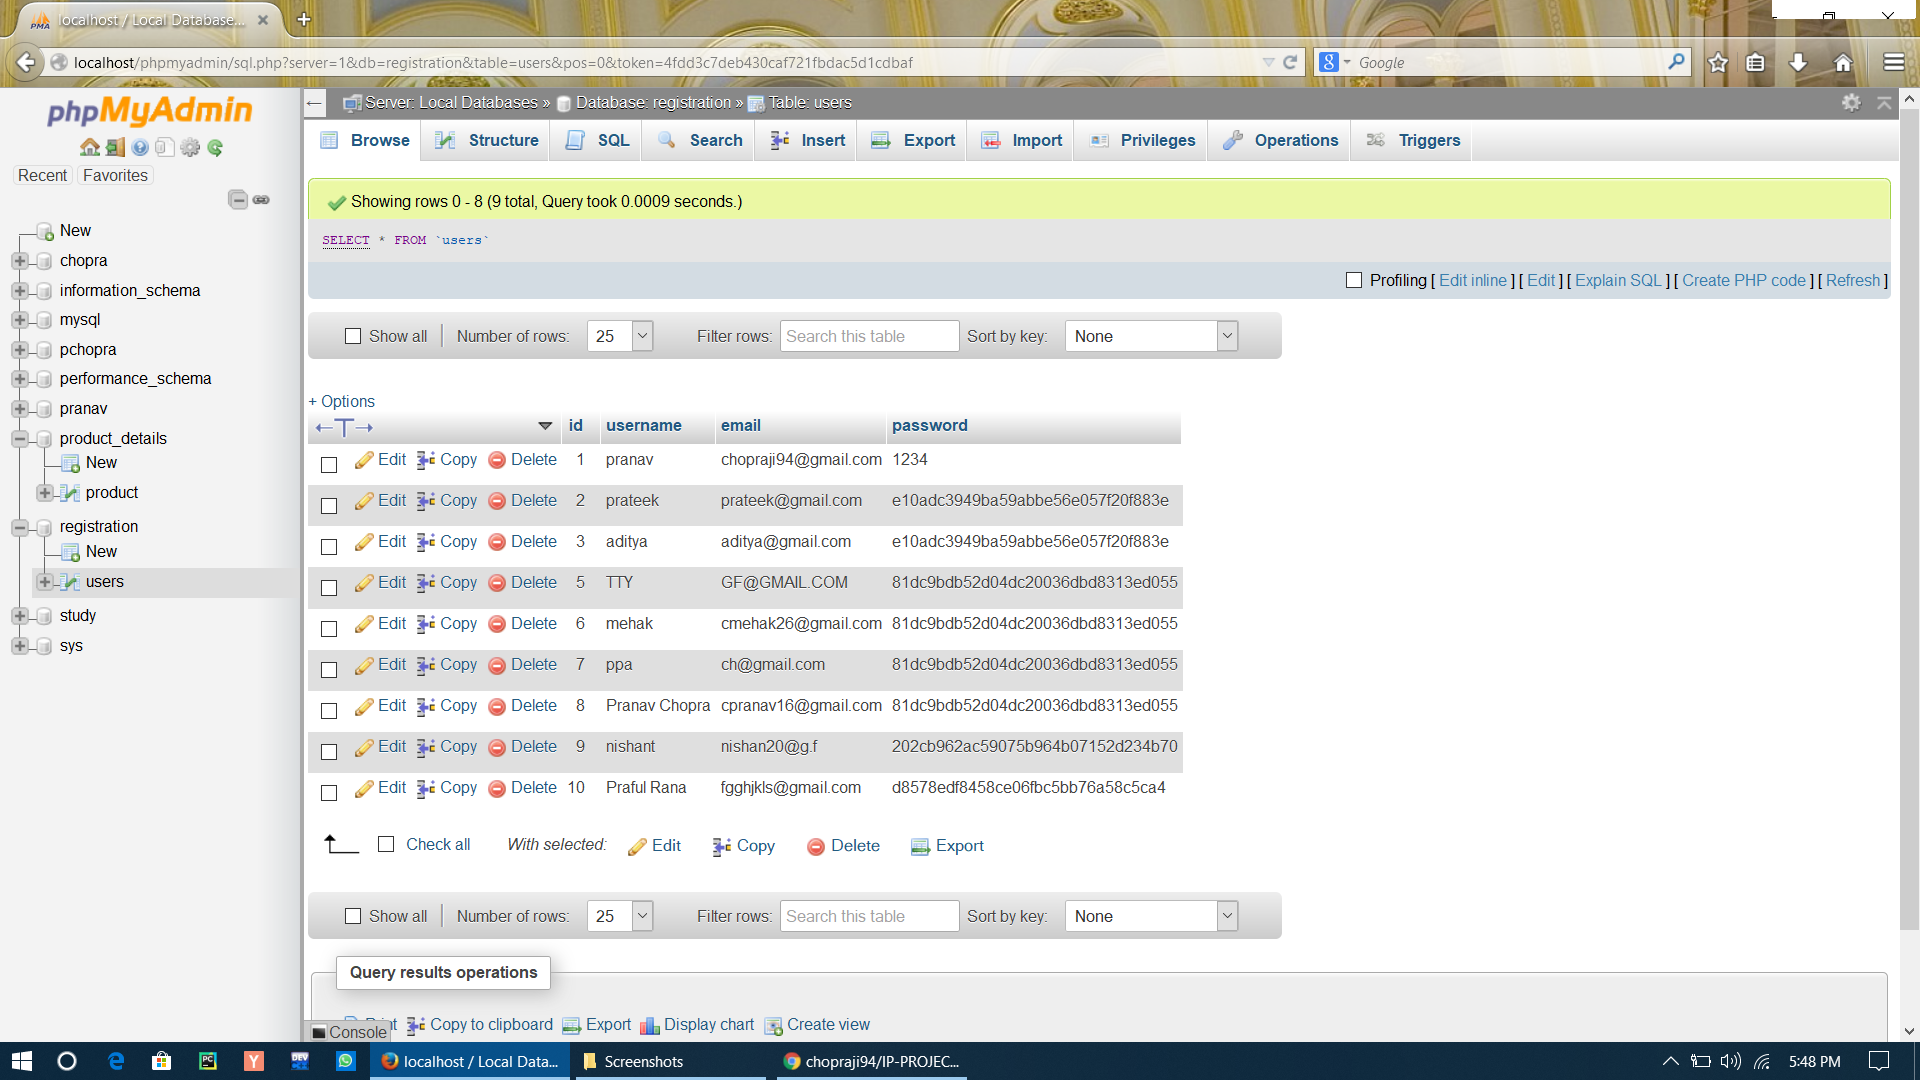 localhost / Local Database...
localhost/phpmyadmin/sql.php?server=1&db=registration&table=users&pos=0&token=4fdd3c7deb430caf721fbdac5d1cdbaf
Google
phpMyAdmin
Recent Favorites
New
chopra
information_schema
mysql
pchopra
performance_schema
pranav
product_details
New
product
registration
New
users
study
sys
Server: Local Databases » Database: registration » Table: users
Browse Structure SQL Search Insert Export Import Privileges Operations Triggers
Showing rows 0 - 8 (9 total, Query took 0.0009 seconds.)
SELECT * FROM `users`
Profiling [ Edit inline ] [ Edit ] [ Explain SQL ] [ Create PHP code ] [ Refresh ]
Show all Number of rows: 25 Filter rows: Search this table Sort by key: None
+ Options
←T→ id username email password
Edit Copy Delete 1 pranav chopraji94@gmail.com 1234
Edit Copy Delete 2 prateek prateek@gmail.com e10adc3949ba59abbe56e057f20f883e
Edit Copy Delete 3 aditya aditya@gmail.com e10adc3949ba59abbe56e057f20f883e
Edit Copy Delete 5 TTY GF@GMAIL.COM 81dc9bdb52d04dc20036dbd8313ed055
Edit Copy Delete 6 mehak cmehak26@gmail.com 81dc9bdb52d04dc20036dbd8313ed055
Edit Copy Delete 7 ppa ch@gmail.com 81dc9bdb52d04dc20036dbd8313ed055
Edit Copy Delete 8 Pranav Chopra cpranav16@gmail.com 81dc9bdb52d04dc20036dbd8313ed055
Edit Copy Delete 9 nishant nishan20@g.f 202cb962ac59075b964b07152d234b70
Edit Copy Delete 10 Praful Rana fgghjkls@gmail.com d8578edf8458ce06fbc5bb76a58c5ca4
Check all With selected: Edit Copy Delete Export
Show all Number of rows: 25 Filter rows: Search this table Sort by key: None
Query results operations
Copy to clipboard Export Display chart Create view
Console
localhost / Local Data... Screenshots chopraji94/IP-PROJEC... 5:48 PM